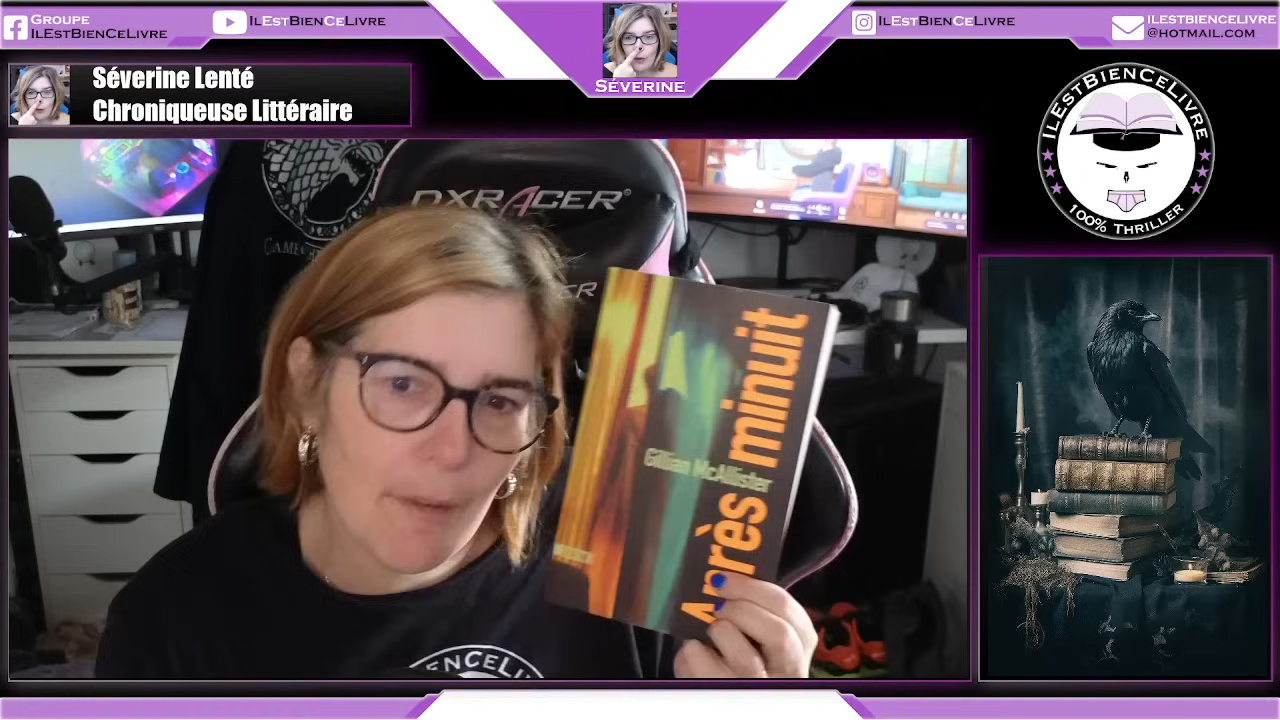 Groupe
IlEstBienCeLivre
IlEstBienCeLivre
IlEstBienCeLivre
ilestbiencelivre
@hotmail.com
Séverine
Séverine Lenté
Chroniqueuse Littéraire
IlEstBienCeLivre
100% Thriller
DXRACER®
Après minuit
Gillian McAllister